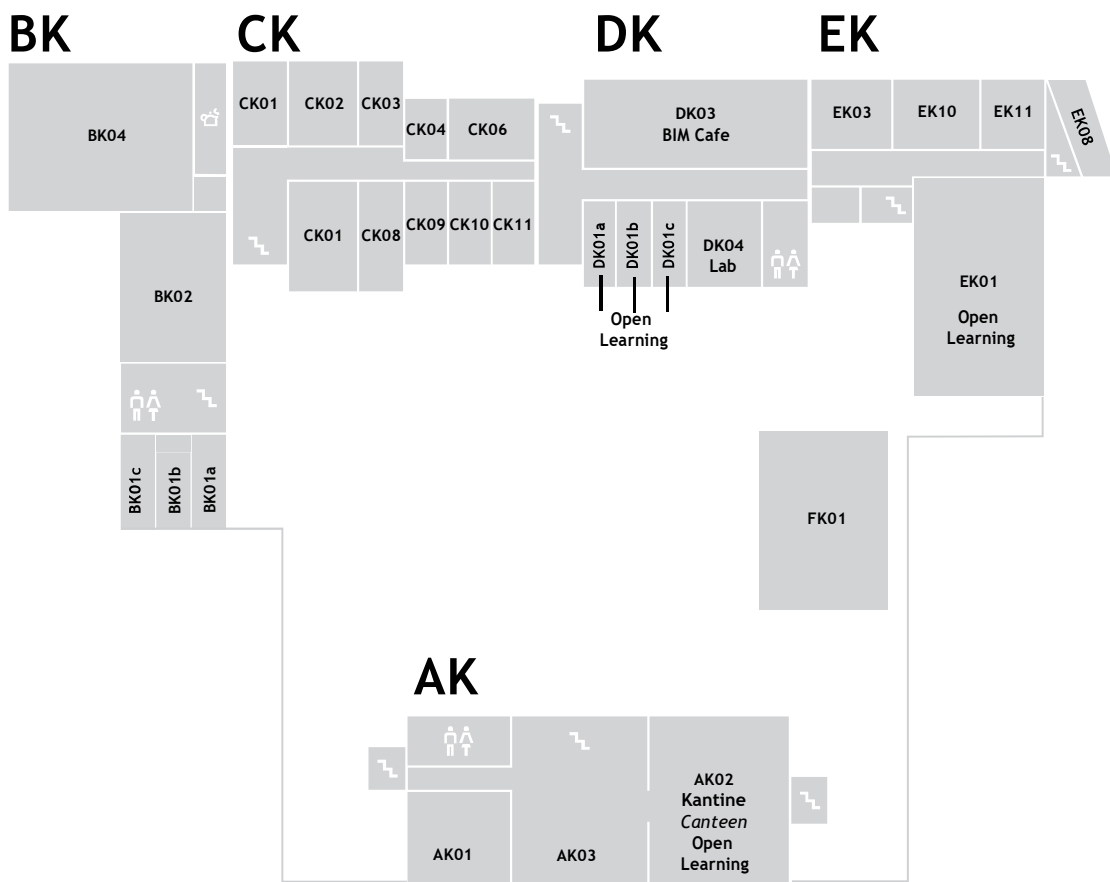 BK
CK
DK
EK
BK04
CK01
CK02
CK03
CK04
CK06
DK03
BIM Cafe
EK03
EK10
EK11
EK08
CK01
CK08
CK09
CK10
CK11
DK01a
DK01b
DK01c
DK04
Lab
Open
Learning
BK02
EK01
Open
Learning
BK01c
BK01b
BK01a
FK01
AK
AK01
AK03
AK02
Kantine
Canteen
Open
Learning